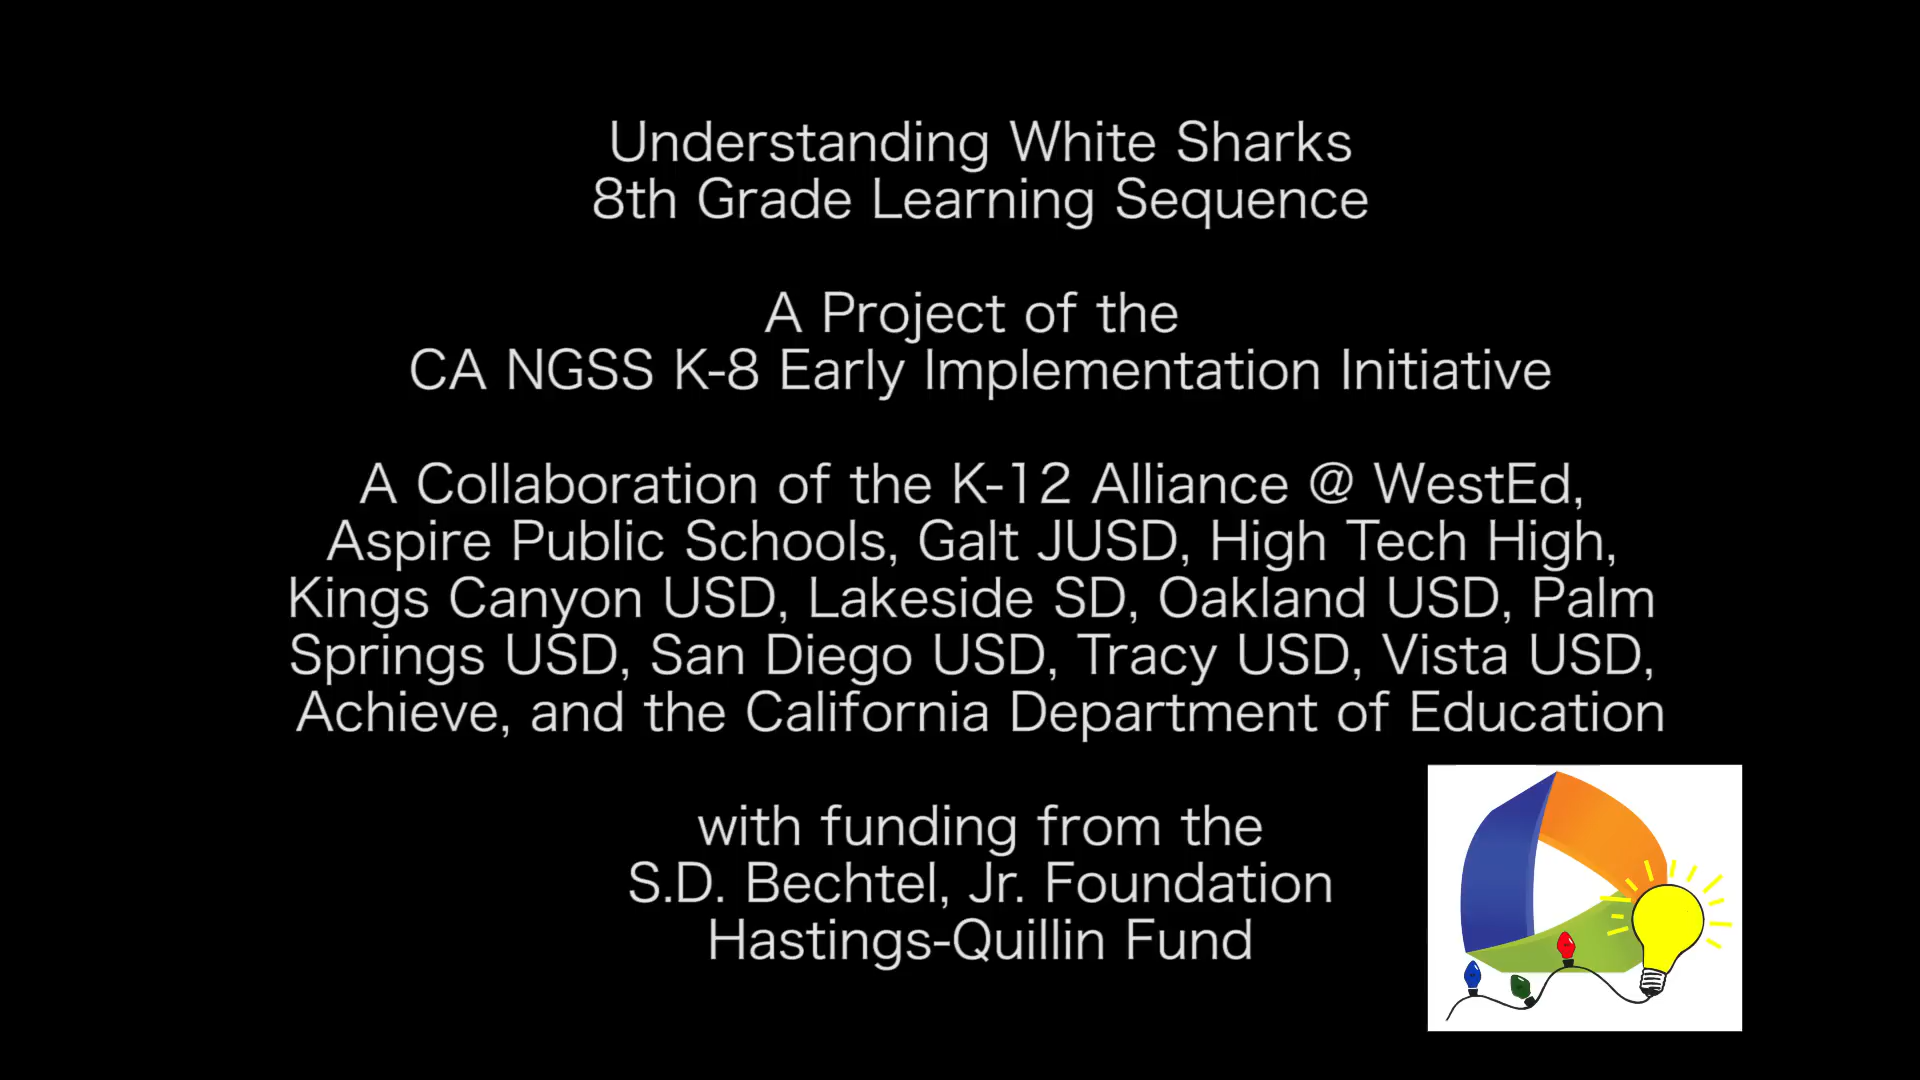 Understanding White Sharks
8th Grade Learning Sequence
A Project of the
CA NGSS K-8 Early Implementation Initiative
A Collaboration of the K-12 Alliance @ WestEd,
Aspire Public Schools, Galt JUSD, High Tech High,
Kings Canyon USD, Lakeside SD, Oakland USD, Palm
Springs USD, San Diego USD, Tracy USD, Vista USD,
Achieve, and the California Department of Education
with funding from the
S.D. Bechtel, Jr. Foundation
Hastings-Quillin Fund